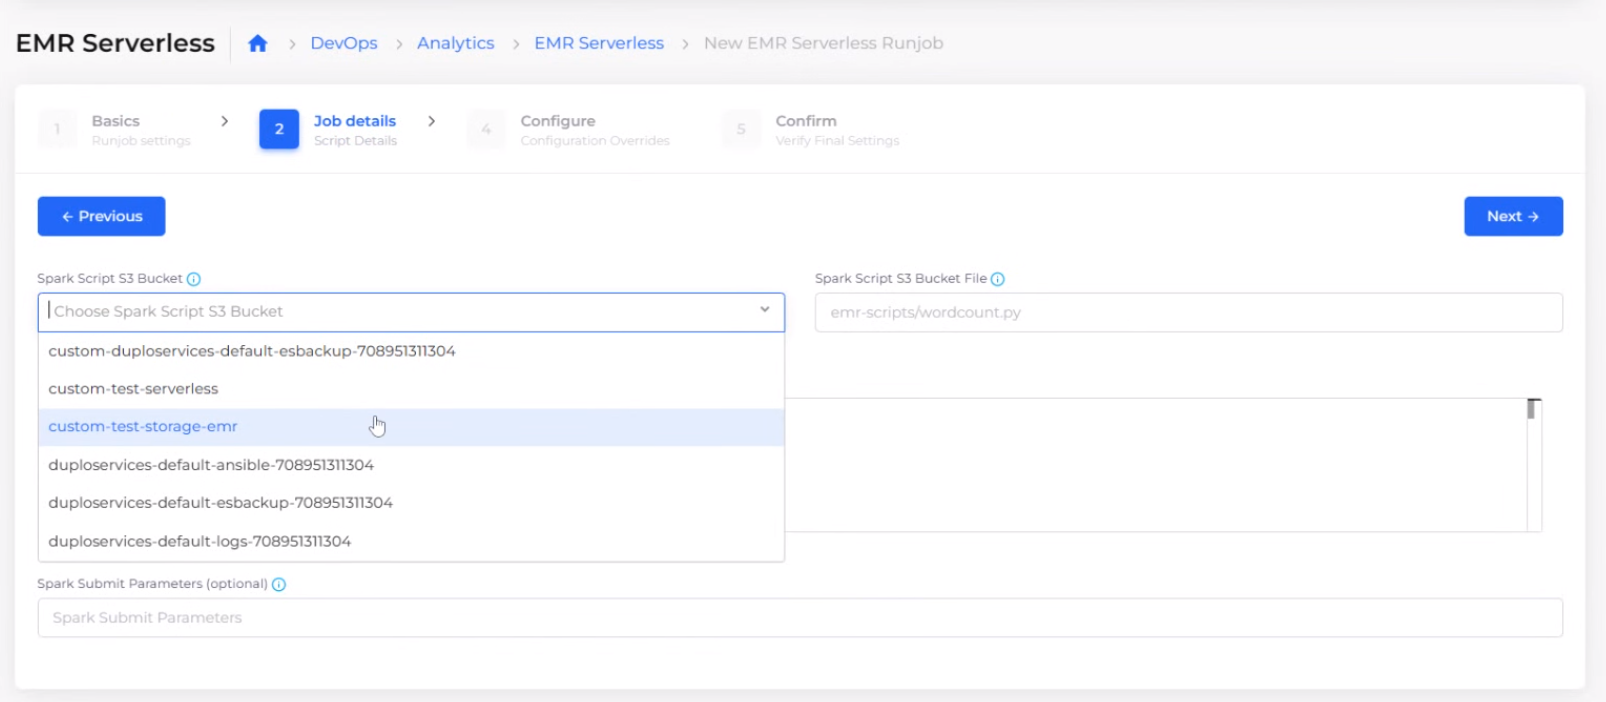 EMR Serverless
DevOps
Analytics
EMR Serverless
New EMR Serverless Runjob
1
Basics
Runjob settings
2
Job details
Script Details
4
Configure
Configuration Overrides
5
Confirm
Verify Final Settings
← Previous
Next →
Spark Script S3 Bucket
Choose Spark Script S3 Bucket
Spark Script S3 Bucket File
emr-scripts/wordcount.py
custom-duploservices-default-esbackup-708951311304
custom-test-serverless
custom-test-storage-emr
duploservices-default-ansible-708951311304
duploservices-default-esbackup-708951311304
duploservices-default-logs-708951311304
Spark Submit Parameters (optional)
Spark Submit Parameters